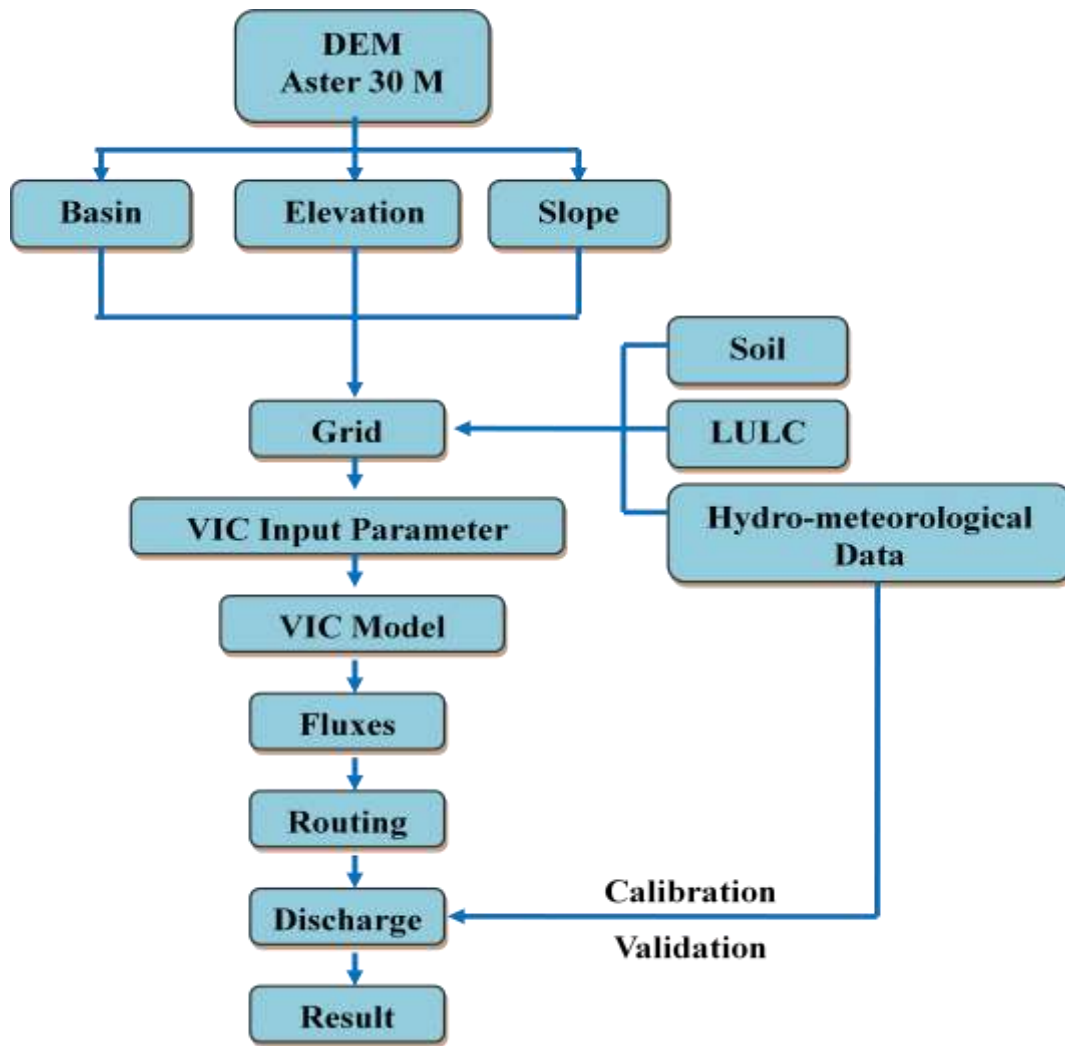 DEM
Aster 30 M
Basin
Elevation
Slope
Soil
Grid
LULC
VIC Input Parameter
Hydro-meteorological
Data
VIC Model
Fluxes
Routing
Calibration
Discharge
Validation
Result